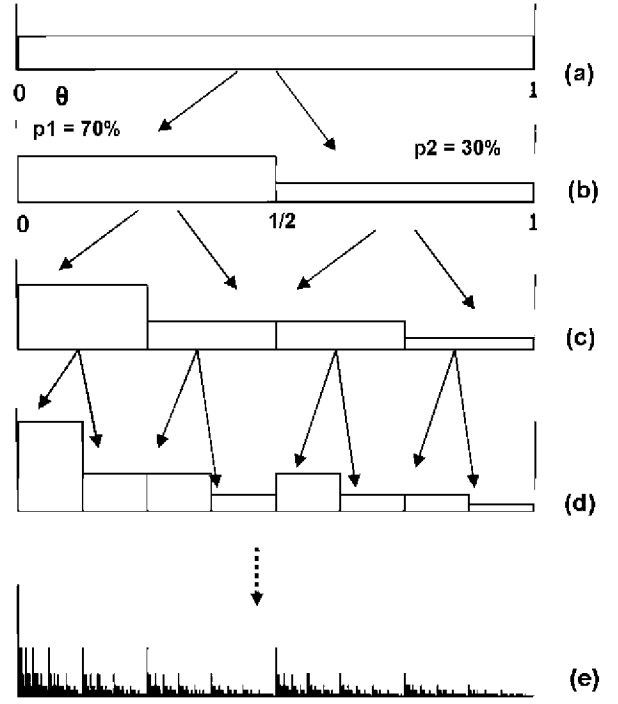 (a)
0 θ 1
p1 = 70%
p2 = 30%
(b)
0 1/2 1
(c)
(d)
(e)